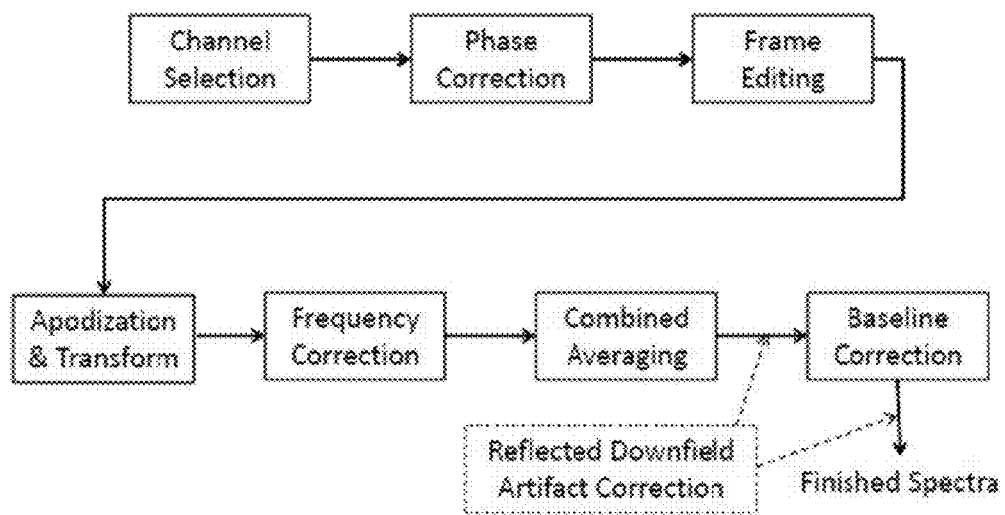 Channel
Selection
Phase
Correction
Frame
Editing
Apodization
& Transform
Frequency
Correction
Combined
Averaging
Baseline
Correction
Reflected Downfield
Artifact Correction
Finished Spectra